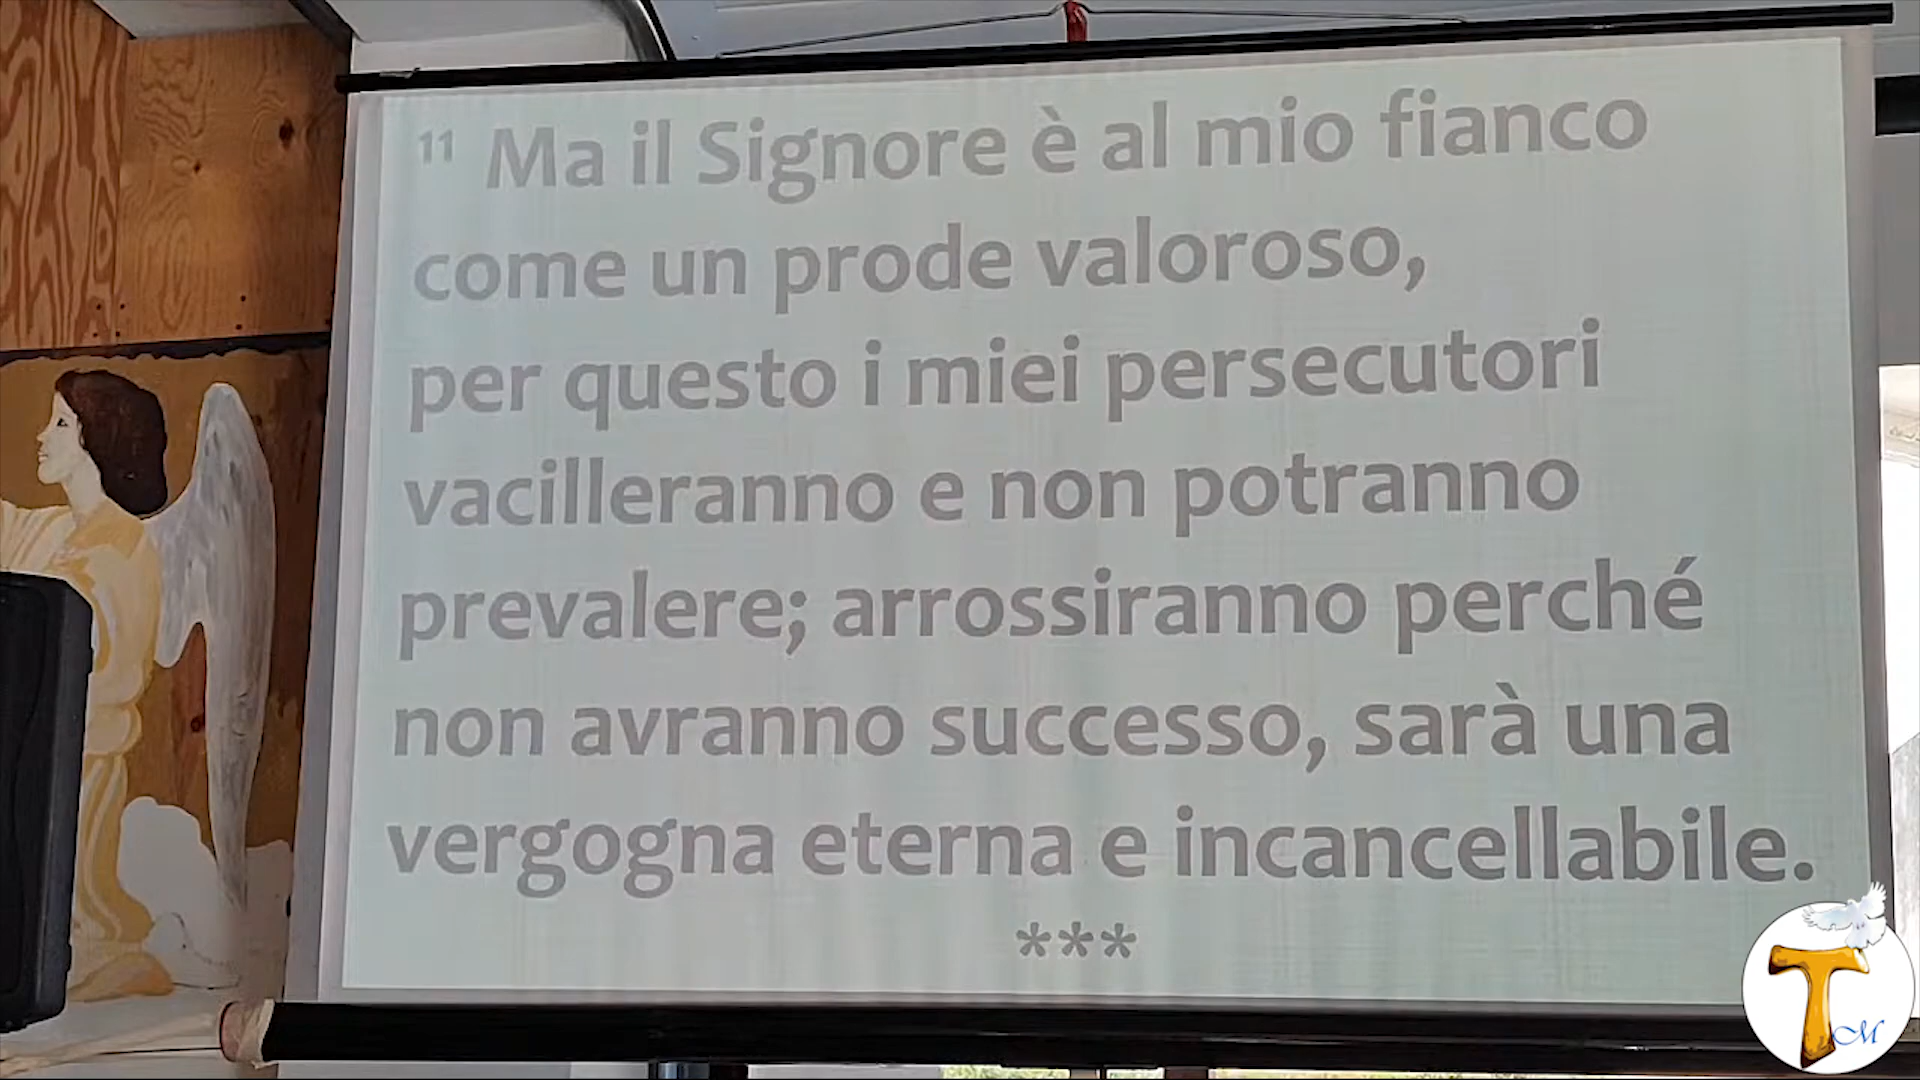 11 Ma il Signore è al mio fianco
come un prode valoroso,
per questo i miei persecutori
vacilleranno e non potranno
prevalere; arrossiranno perché
non avranno successo, sarà una
vergogna eterna e incancellabile.
***
T M